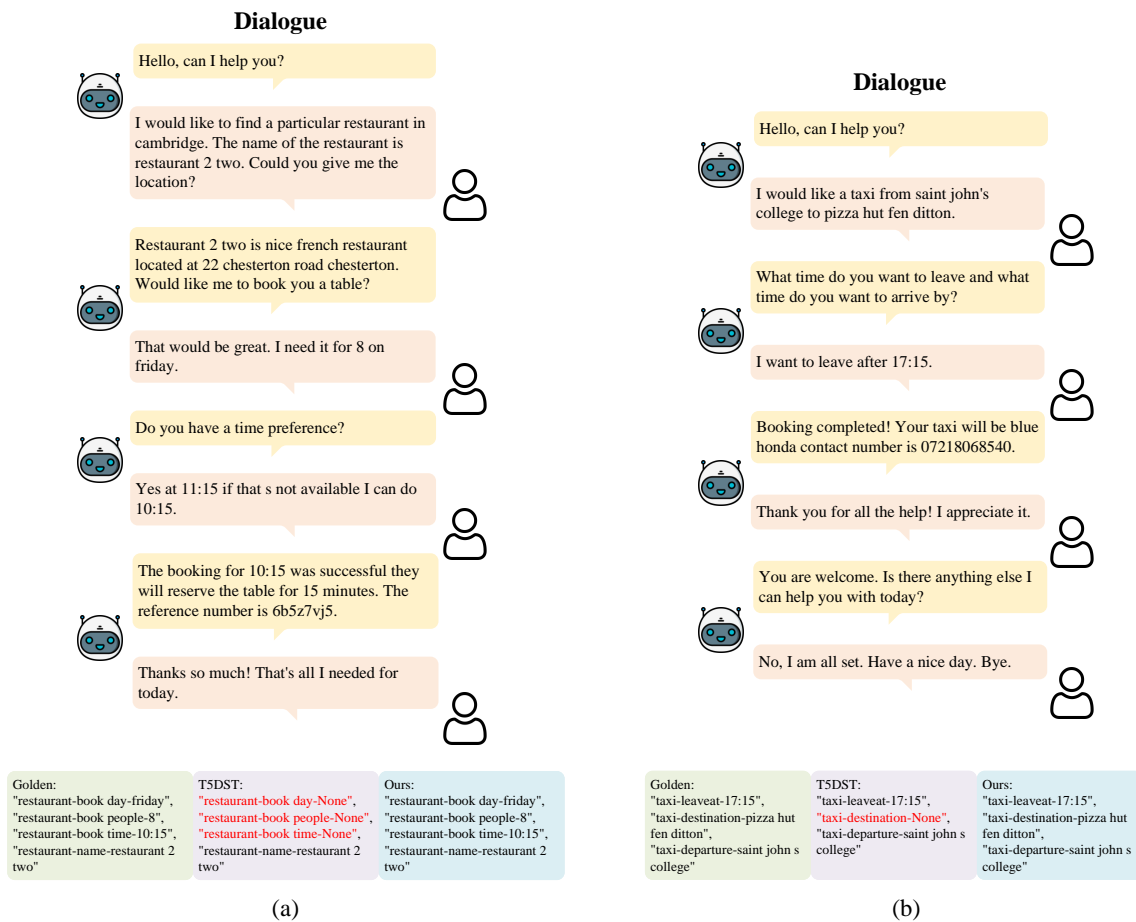 Dialogue
Hello, can I help you?
I would like to find a particular restaurant in
cambridge. The name of the restaurant is
restaurant 2 two. Could you give me the
location?
Restaurant 2 two is nice french restaurant
located at 22 chesterton road chesterton.
Would like me to book you a table?
That would be great. I need it for 8 on
friday.
Do you have a time preference?
Yes at 11:15 if that s not available I can do
10:15.
The booking for 10:15 was successful they
will reserve the table for 15 minutes. The
reference number is 6b5z7vj5.
Thanks so much! That's all I needed for
today.
Golden:
"restaurant-book day-friday",
"restaurant-book people-8",
"restaurant-book time-10:15",
"restaurant-name-restaurant 2
two"
T5DST:
"restaurant-book day-None",
"restaurant-book people-None",
"restaurant-book time-None",
"restaurant-name-restaurant 2
two"
Ours:
"restaurant-book day-friday",
"restaurant-book people-8",
"restaurant-book time-10:15",
"restaurant-name-restaurant 2
two"
(a)
Dialogue
Hello, can I help you?
I would like a taxi from saint john's
college to pizza hut fen ditton.
What time do you want to leave and what
time do you want to arrive by?
I want to leave after 17:15.
Booking completed! Your taxi will be blue
honda contact number is 07218068540.
Thank you for all the help! I appreciate it.
You are welcome. Is there anything else I
can help you with today?
No, I am all set. Have a nice day. Bye.
Golden:
"taxi-leaveat-17:15",
"taxi-destination-pizza hut
fen ditton",
"taxi-departure-saint john s
college"
T5DST:
"taxi-leaveat-17:15",
"taxi-destination-None",
"taxi-departure-saint john s
college"
Ours:
"taxi-leaveat-17:15",
"taxi-destination-pizza hut
fen ditton",
"taxi-departure-saint john s
college"
(b)